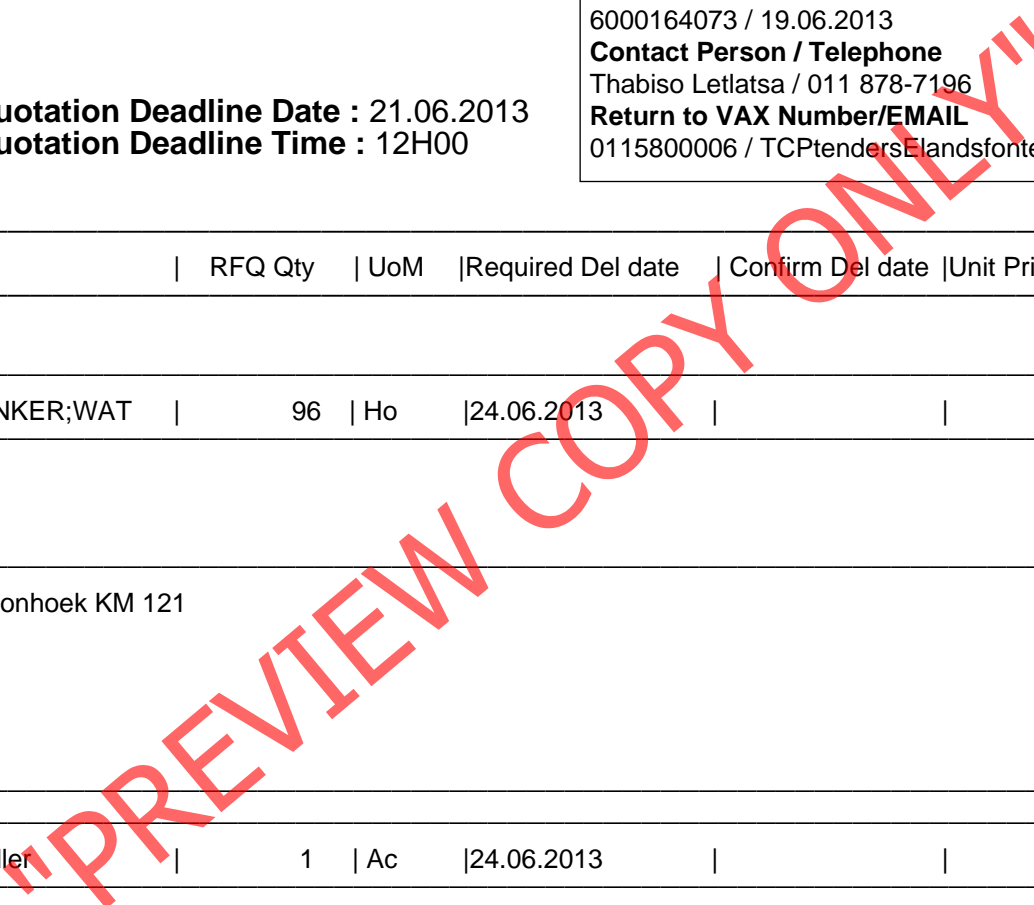 6000164073 / 19.06.2013
Contact Person / Telephone
Thabiso Letlatsa / 011 878-7196
uotation Deadline Date : 21.06.2013
Return to VAX Number/EMAIL
uotation Deadline Time : 12H00
0115800006 / TCPtendersElandsfonte
| RFQ Qty | UoM |Required Del date | Confirm Del date |Unit Pri
NKER;WAT | 96 | Ho |24.06.2013 | |
onhoek KM 121
ller | 1 | Ac |24.06.2013 | |
"PREVIEW COPY ONLY"